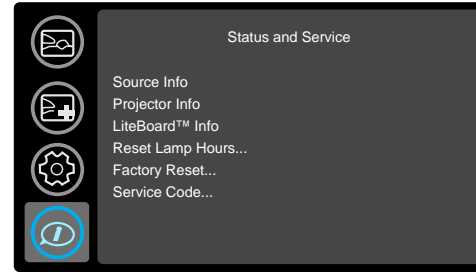 Status and Service
Source Info
Projector Info
LiteBoard™ Info
Reset Lamp Hours...
Factory Reset...
Service Code...